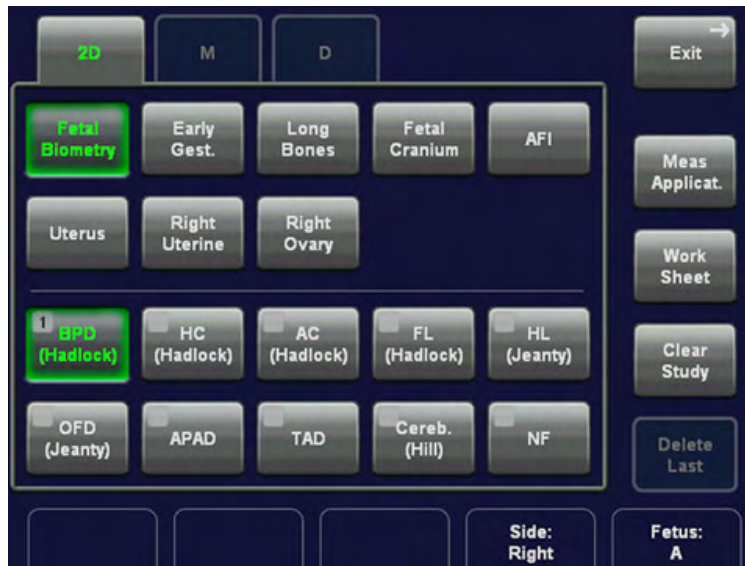 2D
M
D
Exit
Fetal
Biometry
Early
Gest.
Long
Bones
Fetal
Cranium
AFI
Meas
Applicat.
Uterus
Right
Uterine
Right
Ovary
Work
Sheet
1
BPD
(Hadlock)
HC
(Hadlock)
AC
(Hadlock)
FL
(Hadlock)
HL
(Jeanty)
Clear
Study
OFD
(Jeanty)
APAD
TAD
Cereb.
(Hill)
NF
Delete
Last
Side:
Right
Fetus:
A